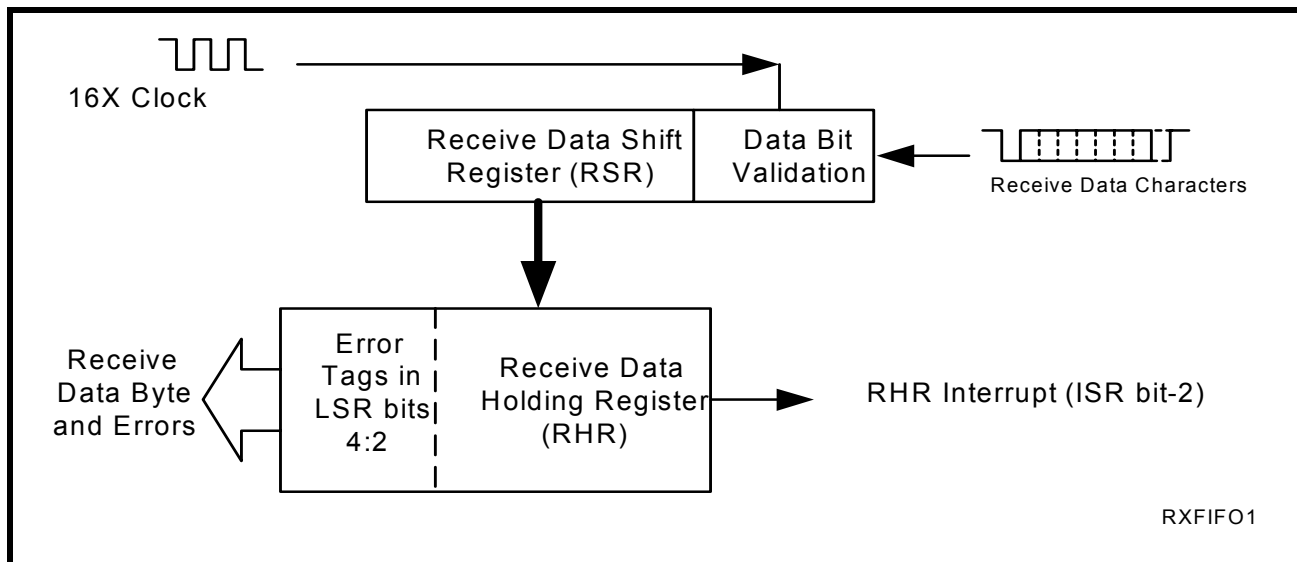 16X Clock
Receive Data Shift
Register (RSR)
Data Bit
Validation
Receive Data Characters
Receive
Data Byte
and Errors
Error
Tags in
LSR bits
4:2
Receive Data
Holding Register
(RHR)
RHR Interrupt (ISR bit-2)
RXFIFO1